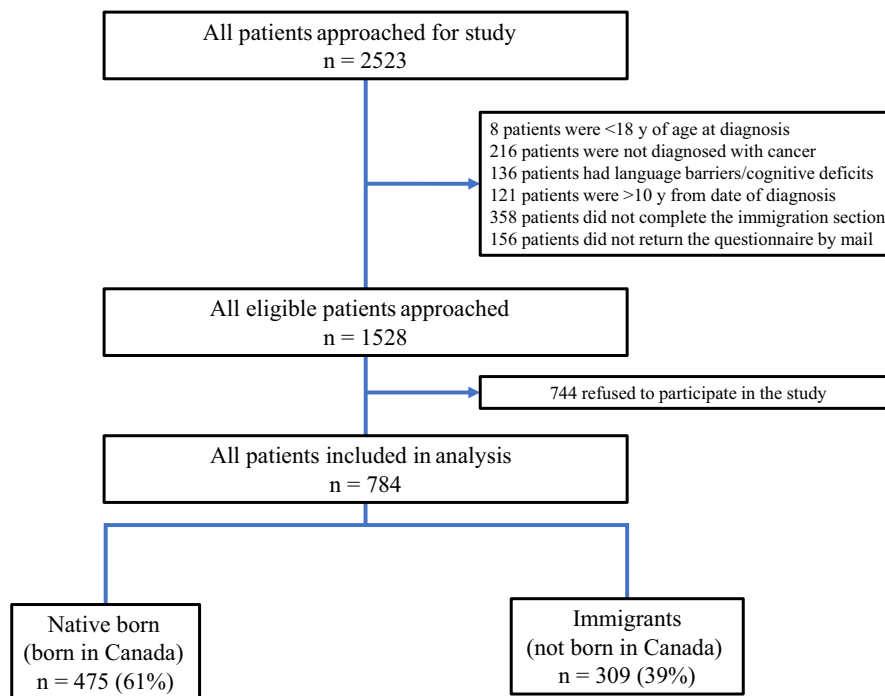 All patients approached for study
n = 2523
8 patients were <18 y of age at diagnosis
216 patients were not diagnosed with cancer
136 patients had language barriers/cognitive deficits
121 patients were >10 y from date of diagnosis
358 patients did not complete the immigration section
156 patients did not return the questionnaire by mail
All eligible patients approached
n = 1528
744 refused to participate in the study
All patients included in analysis
n = 784
Native born
(born in Canada)
n = 475 (61%)
Immigrants
(not born in Canada)
n = 309 (39%)